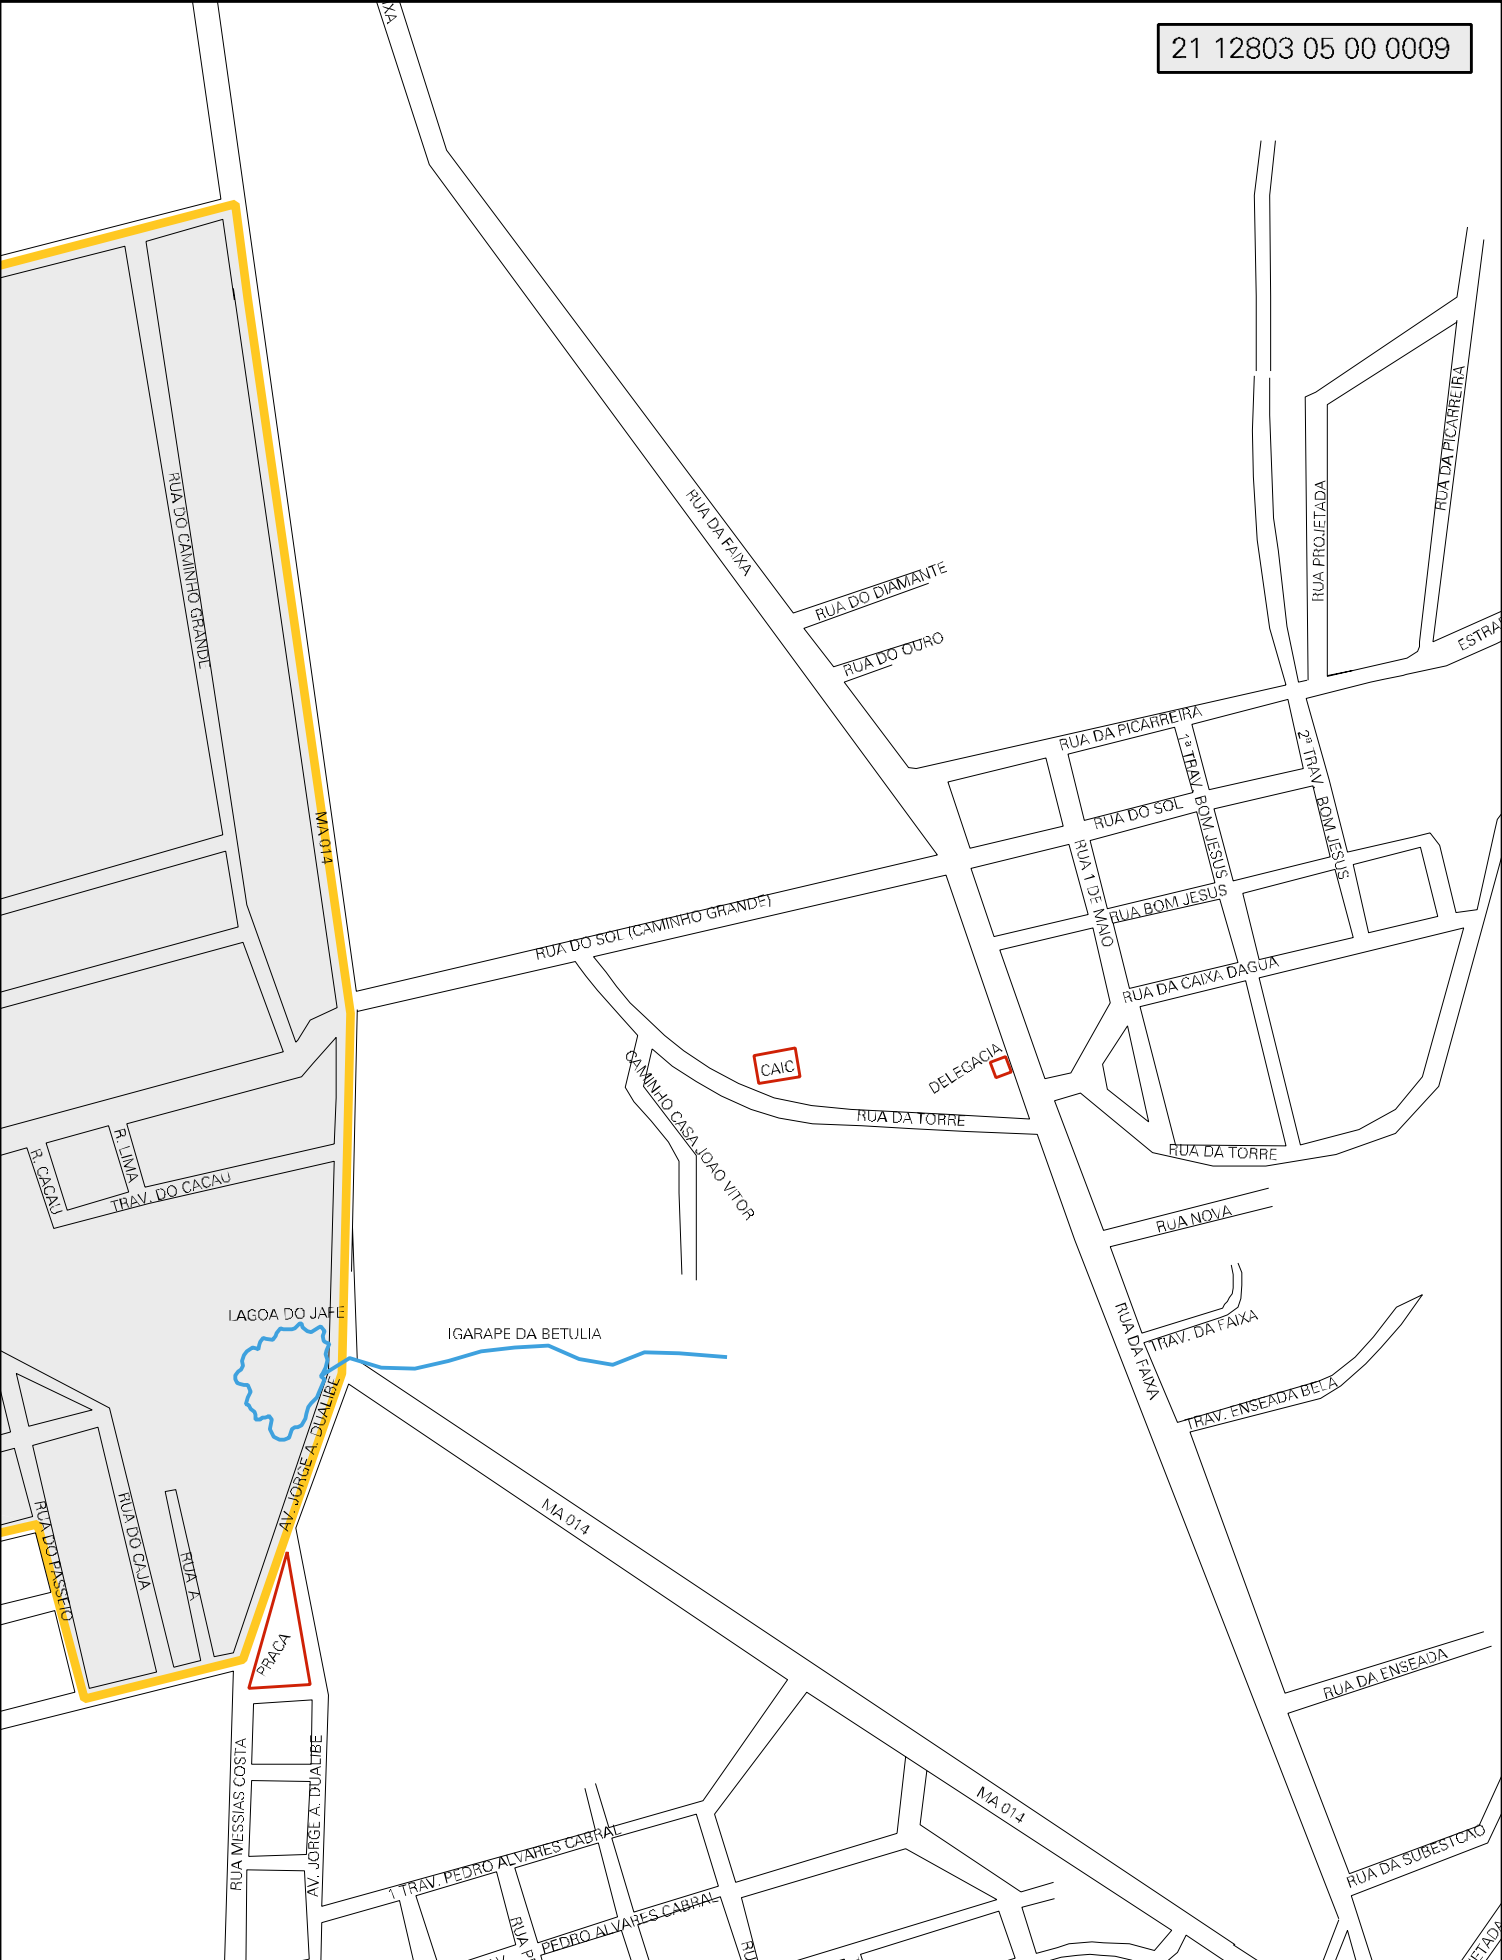 21 12803 05 00 0009
RUA DO CAMINHO GRANDE
RUA DA FAIXA
RUA DA PICARREIRA
RUA PROJETADA
RUA DO DIAMANTE
RUA DO OURO
RUA DA PICARREIRA
1ª TRAV. BOM JESUS
2ª TRAV. BOM JESUS
MA 014
RUA DO SOL
RUA 1 DE MAIO
RUA BOM JESUS
RUA DO SOL (CAMINHO GRANDE)
RUA DA CAIXA DAGUA
CAIC
DELEGACIA
CAMINHO CASA JOAO VITOR
RUA DA TORRE
RUA DA TORRE
R. CACAU
R. LIMA
TRAV. DO CACAU
RUA NOVA
LAGOA DO JAFE
IGARAPE DA BETULIA
RUA DA FAIXA
TRAV. DA FAIXA
TRAV. ENSEADA BELA
AV. JORGE A. DUALIBE
RUA DO PASSEIO
RUA DO CAJA
RUA A
MA 014
PRACA
RUA DA ENSEADA
RUA MESSIAS COSTA
AV. JORGE A. DUALIBE
MA 014
1 TRAV. PEDRO ALVARES CABRAL
PEDRO ALVARES CABRAL
RUA DA SUBESTCAO